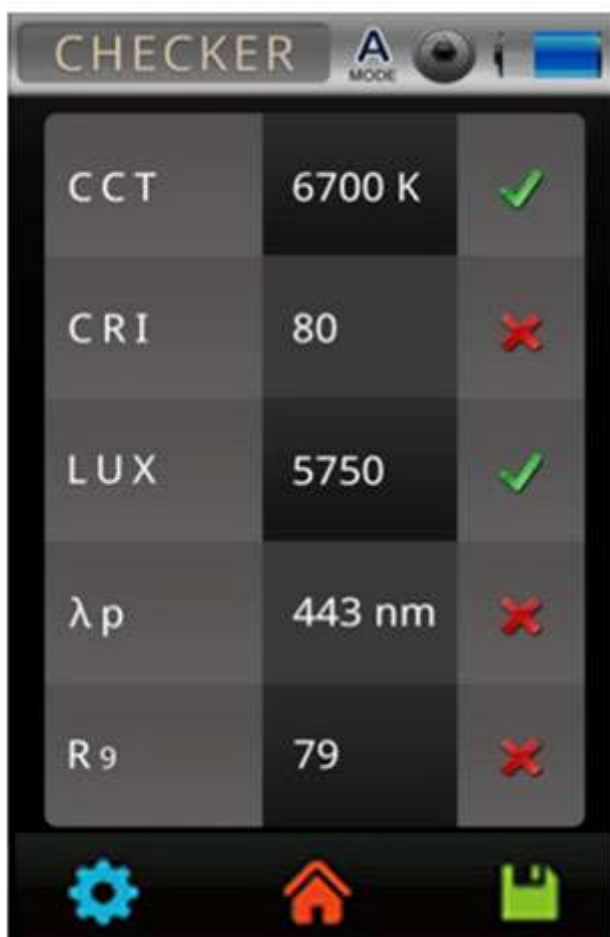 CHECKER A MODE
CCT 6700 K
CRI 80
LUX 5750
λp 443 nm
R9 79